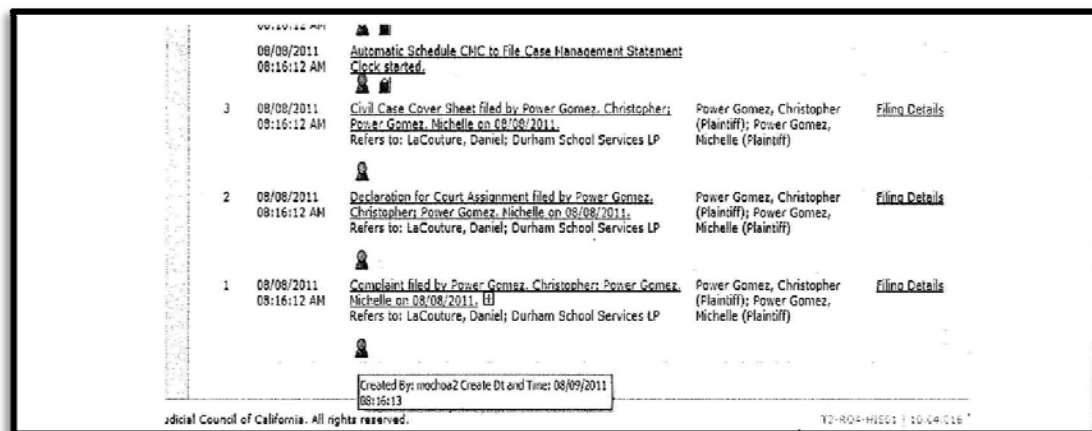 08/08/2011 Automatic Schedule CMC to File Case Management Statement
08:16:12 AM Clock started.
3 08/08/2011 Civil Case Cover Sheet filed by Power Gomez, Christopher; Power Gomez, Christopher Filing Details
08:16:12 AM Power Gomez, Michelle on 08/08/2011. (Plaintiff); Power Gomez,
Refers to: LaCouture, Daniel; Durham School Services LP Michelle (Plaintiff)
2 08/08/2011 Declaration for Court Assignment filed by Power Gomez, Power Gomez, Christopher Filing Details
08:16:12 AM Christopher; Power Gomez, Michelle on 08/08/2011. (Plaintiff); Power Gomez,
Refers to: LaCouture, Daniel; Durham School Services LP Michelle (Plaintiff)
1 08/08/2011 Complaint filed by Power Gomez, Christopher; Power Gomez, Power Gomez, Christopher Filing Details
08:16:12 AM Michelle on 08/08/2011. (Plaintiff); Power Gomez,
Refers to: LaCouture, Daniel; Durham School Services LP Michelle (Plaintiff)
Created By: mochoa2 Create Dt and Time: 08/09/2011
08:16:13
udicial Council of California. All rights reserved.